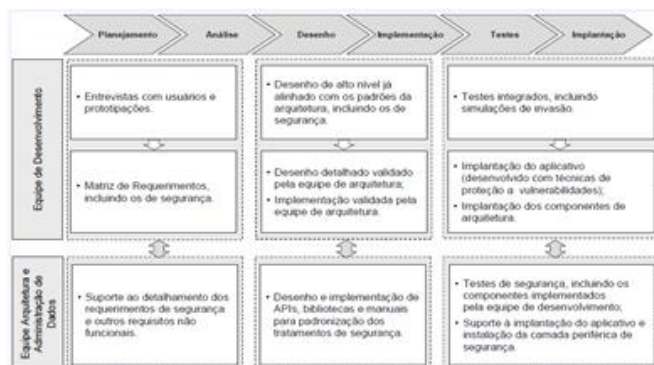 Planejamento
Análise
Desenho
Implementação
Testes
Implantação
Equipe de Desenvolvimento
• Entrevistas com usuários e
prototipações.
• Matriz de Requerimentos,
incluindo os de segurança.
• Desenho de alto nível já
alinhado com os padrões da
arquitetura, incluindo os de
segurança.
• Desenho detalhado validado
pela equipe de arquitetura;
• Implementação validada pela
equipe de arquitetura.
• Testes integrados, incluindo
simulações de invasão.
• Implantação do aplicativo
(desenvolvido com técnicas de
proteção a vulnerabilidades);
• Implantação dos componentes de
arquitetura.
Equipe Arquitetura e
Administração de
Dados
• Suporte ao detalhamento dos
requerimentos de segurança
e outros requisitos não
funcionais.
• Desenho e implementação de
APIs, bibliotecas e manuais
para padronização dos
tratamentos de segurança.
• Testes de segurança, incluindo os
componentes implementados
pela equipe de desenvolvimento;
• Suporte à implantação do aplicativo e
instalação da camada periférica de
segurança.